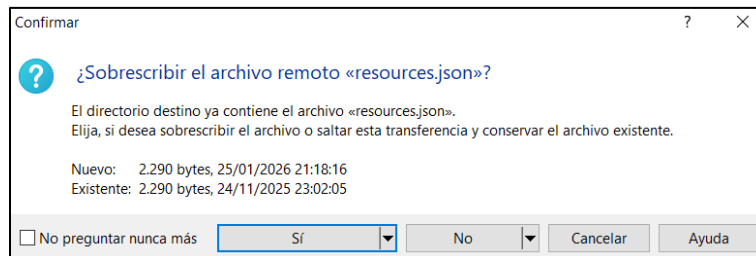 Confirmar
?
¿Sobrescribir el archivo remoto «resources.json»?
El directorio destino ya contiene el archivo «resources.json».
Elija, si desea sobrescribir el archivo o saltar esta transferencia y conservar el archivo existente.
Nuevo: 2.290 bytes, 25/01/2026 21:18:16
Existente: 2.290 bytes, 24/11/2025 23:02:05
No preguntar nunca más Sí No Cancelar Ayuda